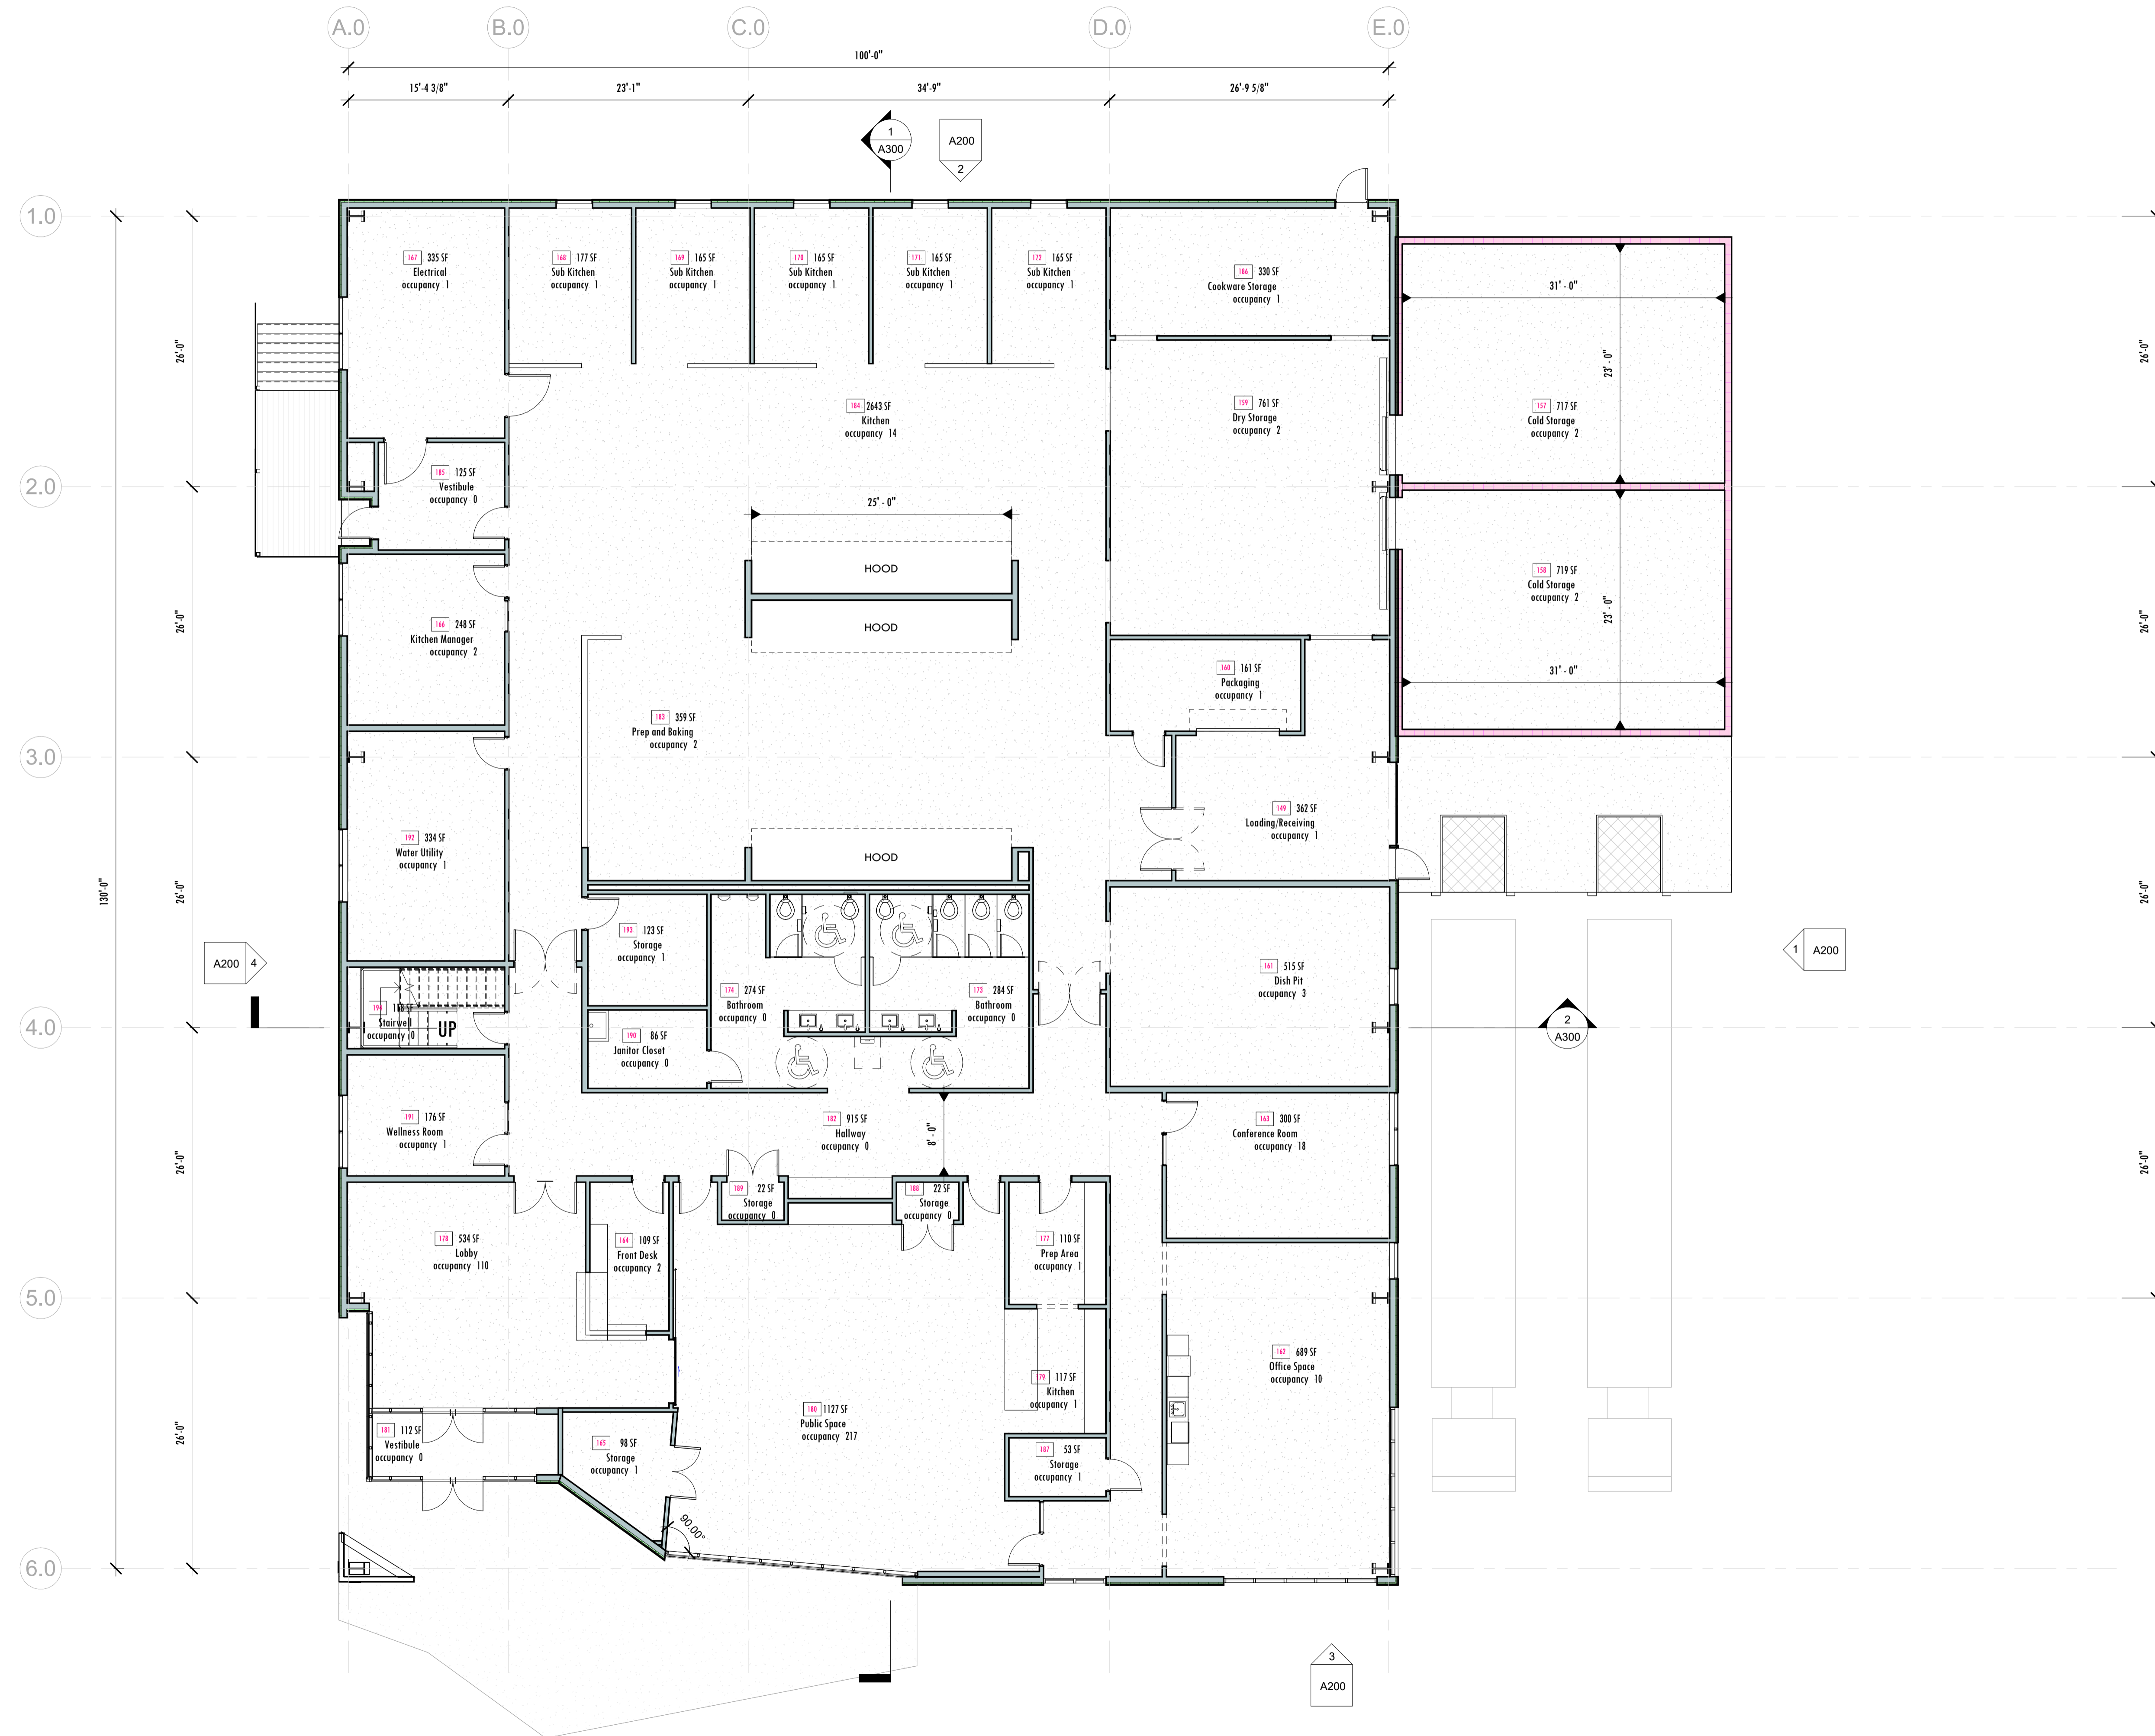 A.0
B.0
C.0
D.0
E.0
100'-0"
15'-4 3/8"
23'-1"
34'-9"
26'-9 5/8"
1
A300
A200
2
1.0
2.0
3.0
4.0
5.0
6.0
130'-0"
26'-0"
26'-0"
26'-0"
26'-0"
26'-0"
167 335 SF
Electrical
occupancy 1
168 177 SF
Sub Kitchen
occupancy 1
169 165 SF
Sub Kitchen
occupancy 1
170 165 SF
Sub Kitchen
occupancy 1
171 165 SF
Sub Kitchen
occupancy 1
172 165 SF
Sub Kitchen
occupancy 1
186 330 SF
Cookware Storage
occupancy 1
31' - 0"
23' - 0"
184 2643 SF
Kitchen
occupancy 14
159 761 SF
Dry Storage
occupancy 2
157 717 SF
Cold Storage
occupancy 2
185 125 SF
Vestibule
occupancy 0
25' - 0"
HOOD
HOOD
158 719 SF
Cold Storage
occupancy 2
23' - 0"
31' - 0"
166 248 SF
Kitchen Manager
occupancy 2
160 161 SF
Packaging
occupancy 1
183 359 SF
Prep and Baking
occupancy 2
192 334 SF
Water Utility
occupancy 1
149 362 SF
Loading/Receiving
occupancy 1
HOOD
193 123 SF
Storage
occupancy 1
174 274 SF
Bathroom
occupancy 0
173 284 SF
Bathroom
occupancy 0
161 515 SF
Dish Pit
occupancy 3
A200 4
1 A200
194
Stairwell
occupancy 0
UP
190 86 SF
Janitor Closet
occupancy 0
2
A300
191 176 SF
Wellness Room
occupancy 1
182 915 SF
Hallway
occupancy 0
8' - 0"
163 300 SF
Conference Room
occupancy 18
189 22 SF
Storage
occupancy 0
188 22 SF
Storage
occupancy 0
178 534 SF
Lobby
occupancy 110
164 109 SF
Front Desk
occupancy 2
177 110 SF
Prep Area
occupancy 1
162 689 SF
Office Space
occupancy 10
179 117 SF
Kitchen
occupancy 1
180 1127 SF
Public Space
occupancy 217
181 112 SF
Vestibule
occupancy 0
165 98 SF
Storage
occupancy 1
187 53 SF
Storage
occupancy 1
90.00°
3
A200
26'-0"
26'-0"
26'-0"
26'-0"